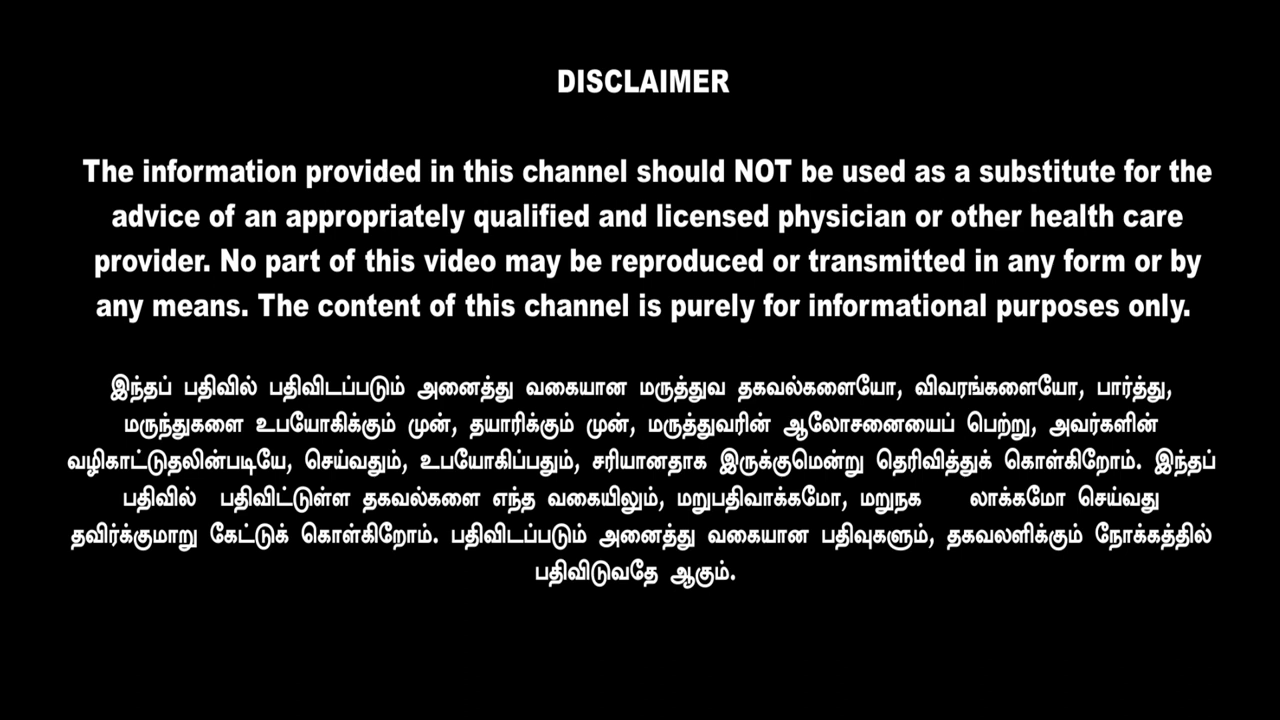 DISCLAIMER
The information provided in this channel should NOT be used as a substitute for the
advice of an appropriately qualified and licensed physician or other health care
provider. No part of this video may be reproduced or transmitted in any form or by
any means. The content of this channel is purely for informational purposes only.
இந்தப் பதிவில் பதிவிடப்படும் அனைத்து வகையான மருத்துவ தகவல்களையோ, விவரங்களையோ, பார்த்து,
மருந்துகளை உபயோகிக்கும் முன், தயாரிக்கும் முன், மருத்துவரின் ஆலோசனையைப் பெற்று, அவர்களின்
வழிகாட்டுதலின்படியே, செய்வதும், உபயோகிப்பதும், சரியானதாக இருக்குமென்று தெரிவித்துக் கொள்கிறோம். இந்தப்
பதிவில் பதிவிட்டுள்ள தகவல்களை எந்த வகையிலும், மறுபதிவாக்கமோ, மறுநக லாக்கமோ செய்வது
தவிர்க்குமாறு கேட்டுக் கொள்கிறோம். பதிவிடப்படும் அனைத்து வகையான பதிவுகளும், தகவலளிக்கும் நோக்கத்தில்
பதிவிடுவதே ஆகும்.